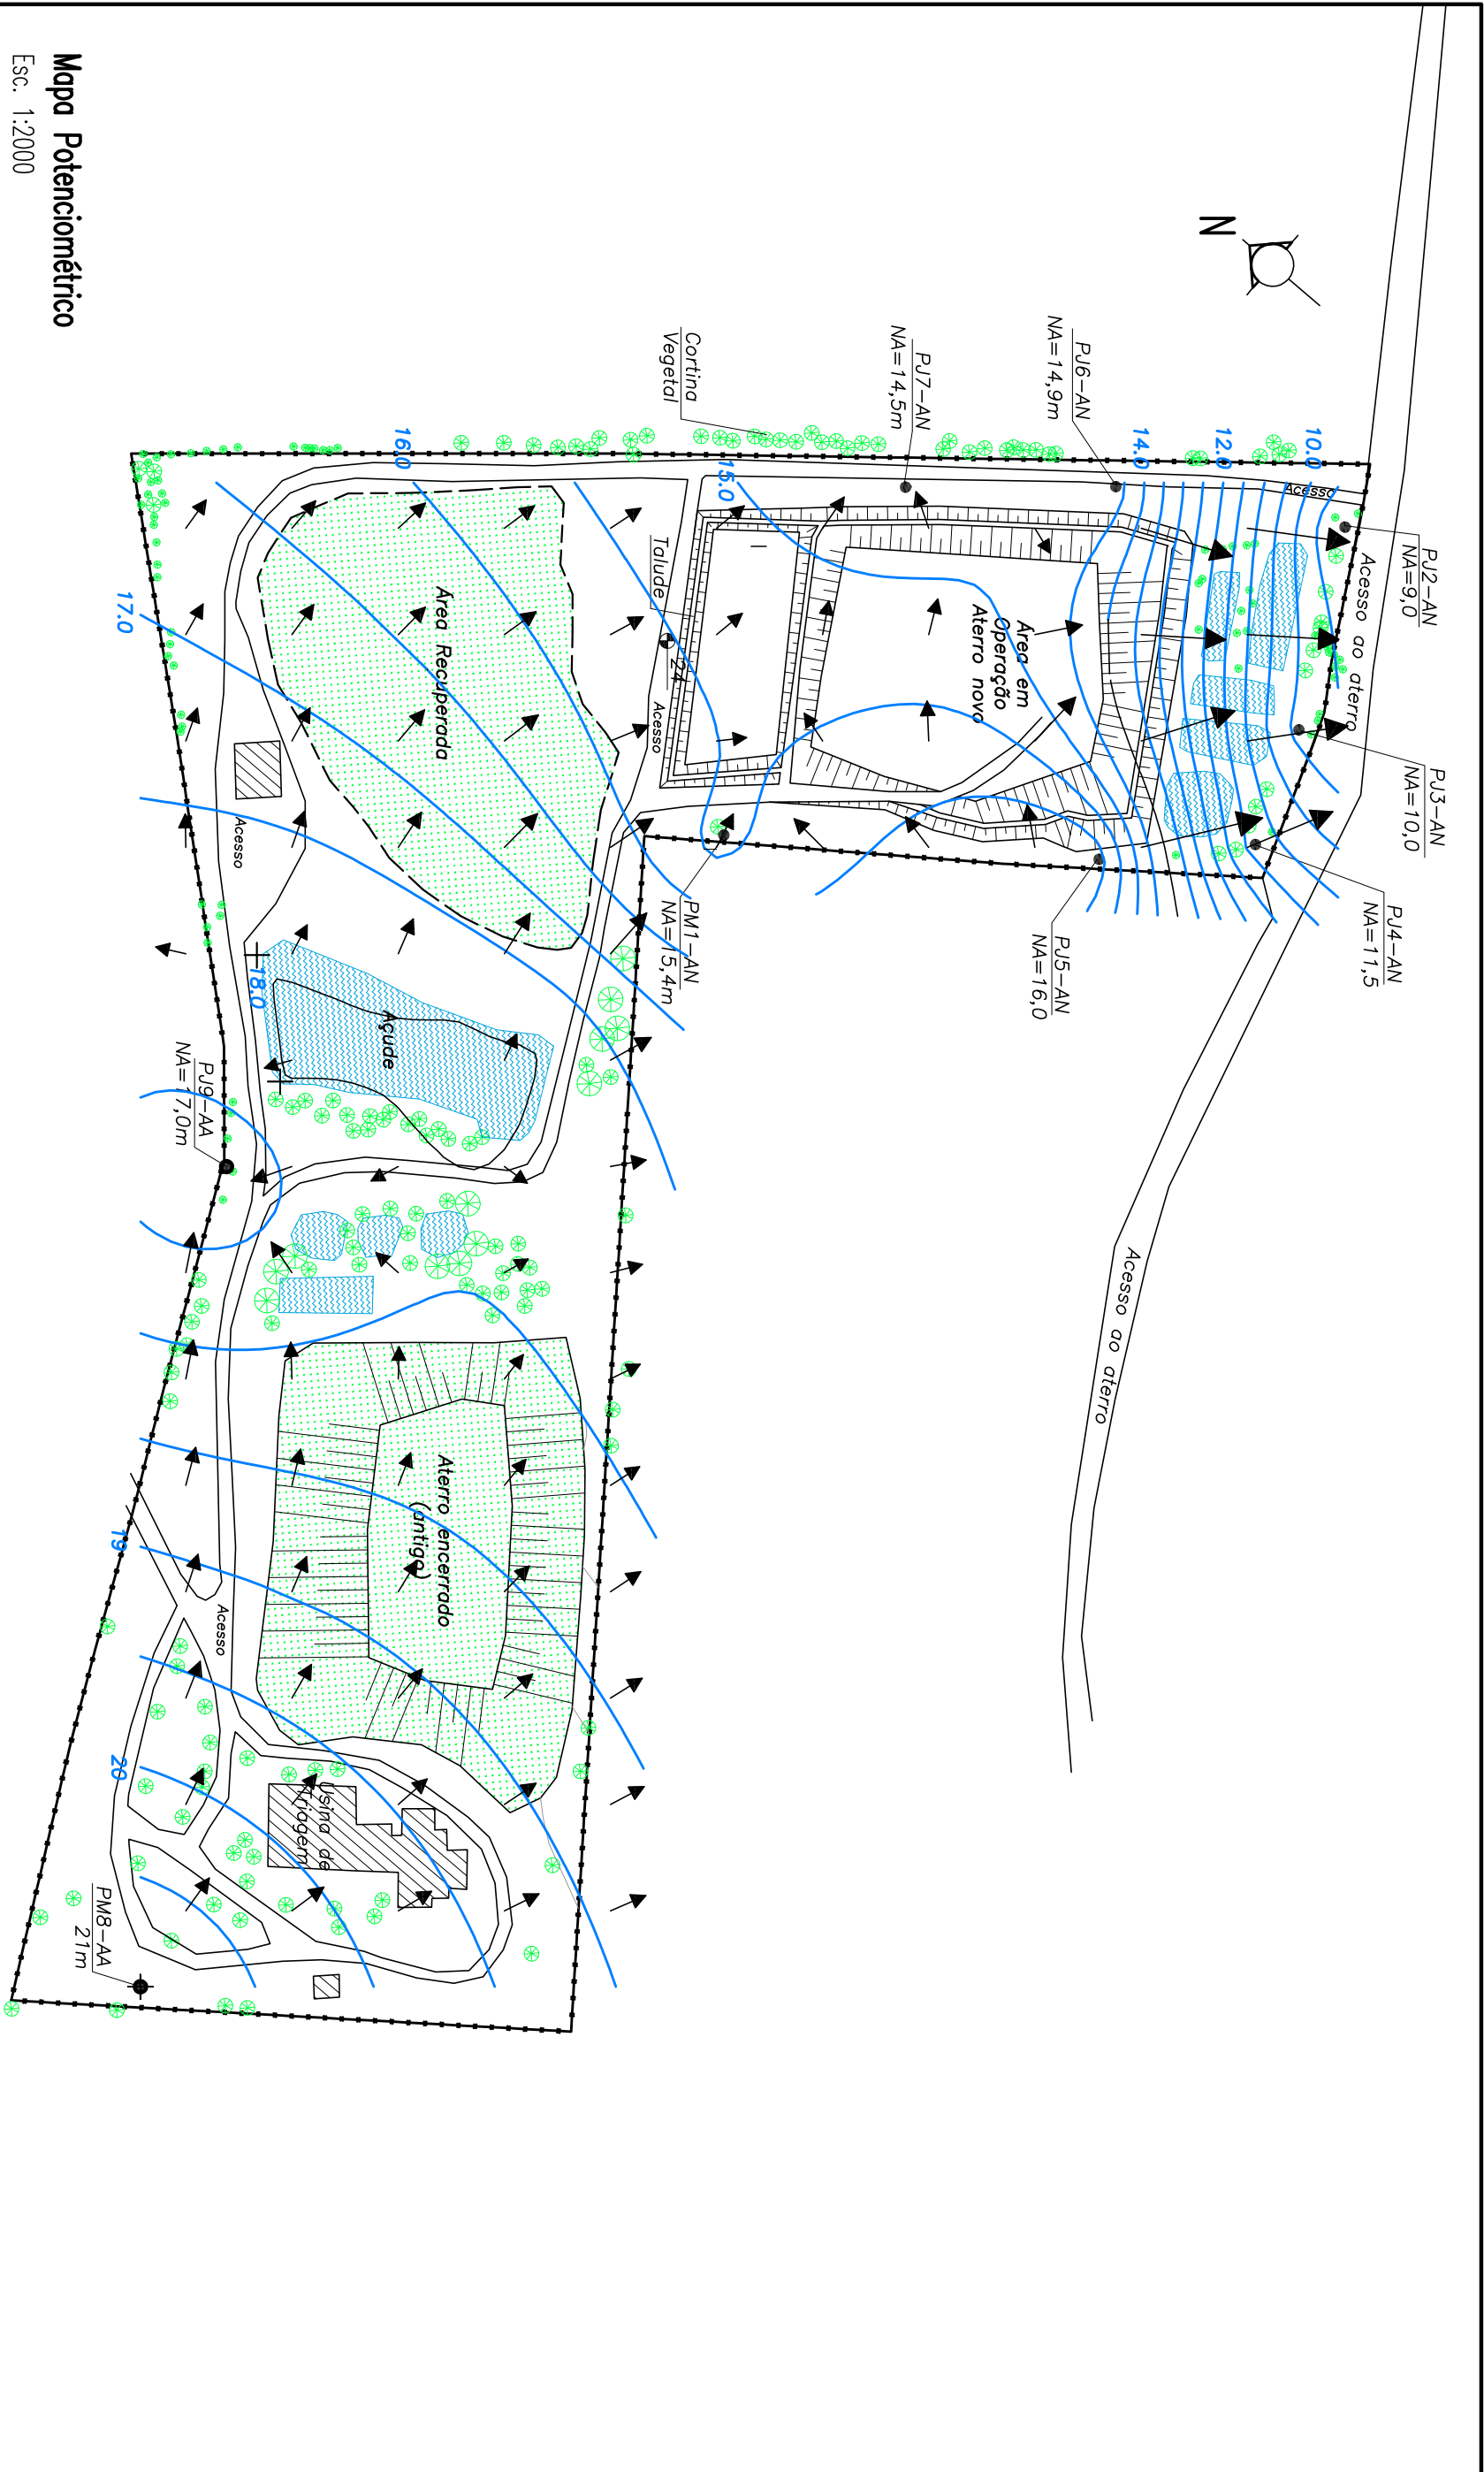 Mapa Potenciométrico
Esc. 1:2000
N
PJ2-AN
NA=9,0
PJ3-AN
NA=10,0
PJ4-AN
NA=11,5
PJ5-AN
NA=16,0
PJ6-AN
NA=14,9m
PJ7-AN
NA=14,5m
PM1-AN
NA=15,4m
PJ9-AA
NA=17,0m
PM8-AA
21m
Cortina
Vegetal
Acesso
Acesso ao aterro
Acesso ao aterro
Área em
Operação
Aterro novo
Talude
24
Acesso
Área Recuperada
Acesso
Açude
Aterro encerrado
(antigo)
Acesso
Usina de
Triagem
10.0
12.0
14.0
15.0
16.0
17.0
18.0
19
20